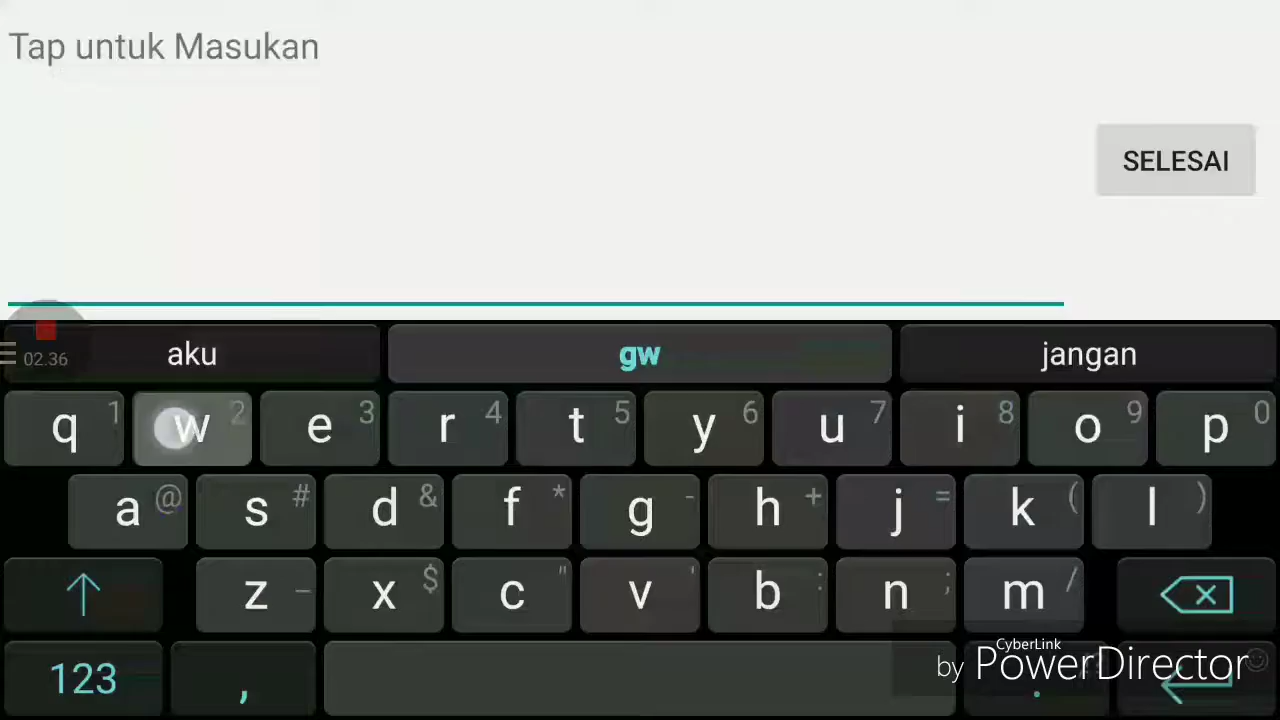 Tap untuk Masukan
SELESAI
02.36
aku gw jangan
q 1 w 2 e 3 r 4 t 5 y 6 u 7 i 8 o 9 p 0
a @ s # d & f * g - h + j = k ( l )
z _ x $ c " v ' b : n ; m /
123 , .
CyberLink
by PowerDirector